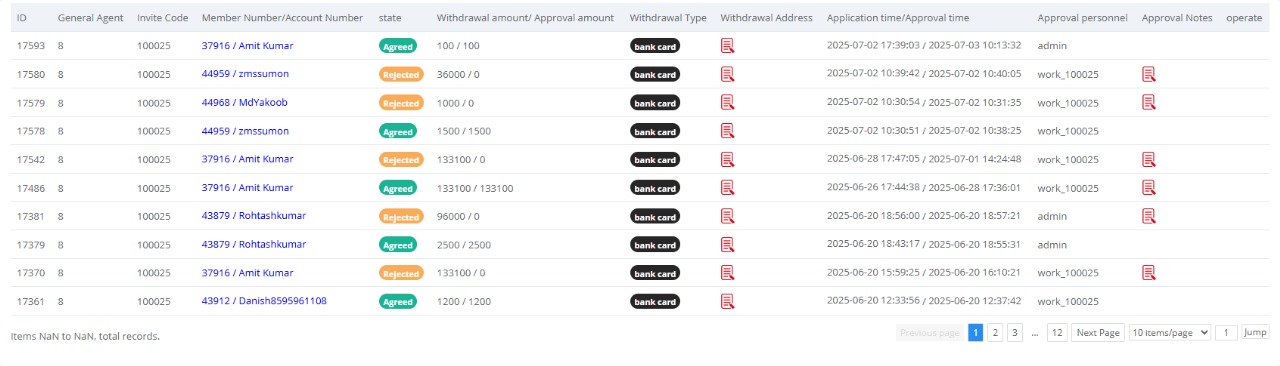 ID General Agent Invite Code Member Number/Account Number state Withdrawal amount/ Approval amount Withdrawal Type Withdrawal Address Application time/Approval time Approval personnel Approval Notes operate
17593 8 100025 37916 / Amit Kumar Agreed 100 / 100 bank card 2025-07-02 17:39:03 / 2025-07-03 10:13:32 admin
17580 8 100025 44959 / zmssumon Rejected 36000 / 0 bank card 2025-07-02 10:39:42 / 2025-07-02 10:40:05 work_100025
17579 8 100025 44968 / MdYakoob Rejected 1000 / 0 bank card 2025-07-02 10:30:54 / 2025-07-02 10:31:35 work_100025
17578 8 100025 44959 / zmssumon Agreed 1500 / 1500 bank card 2025-07-02 10:30:51 / 2025-07-02 10:38:25 work_100025
17542 8 100025 37916 / Amit Kumar Rejected 133100 / 0 bank card 2025-06-28 17:47:05 / 2025-07-01 14:24:48 work_100025
17486 8 100025 37916 / Amit Kumar Agreed 133100 / 133100 bank card 2025-06-26 17:44:38 / 2025-06-28 17:36:01 work_100025
17381 8 100025 43879 / Rohtashkumar Rejected 96000 / 0 bank card 2025-06-20 18:56:00 / 2025-06-20 18:57:21 admin
17379 8 100025 43879 / Rohtashkumar Agreed 2500 / 2500 bank card 2025-06-20 18:43:17 / 2025-06-20 18:55:31 admin
17370 8 100025 37916 / Amit Kumar Rejected 133100 / 0 bank card 2025-06-20 15:59:25 / 2025-06-20 16:10:21 work_100025
17361 8 100025 43912 / Danish8595961108 Agreed 1200 / 1200 bank card 2025-06-20 12:33:56 / 2025-06-20 12:37:42 work_100025
Items NaN to NaN, total records. Previous page 1 2 3 ... 12 Next Page 10 items/page 1 Jump